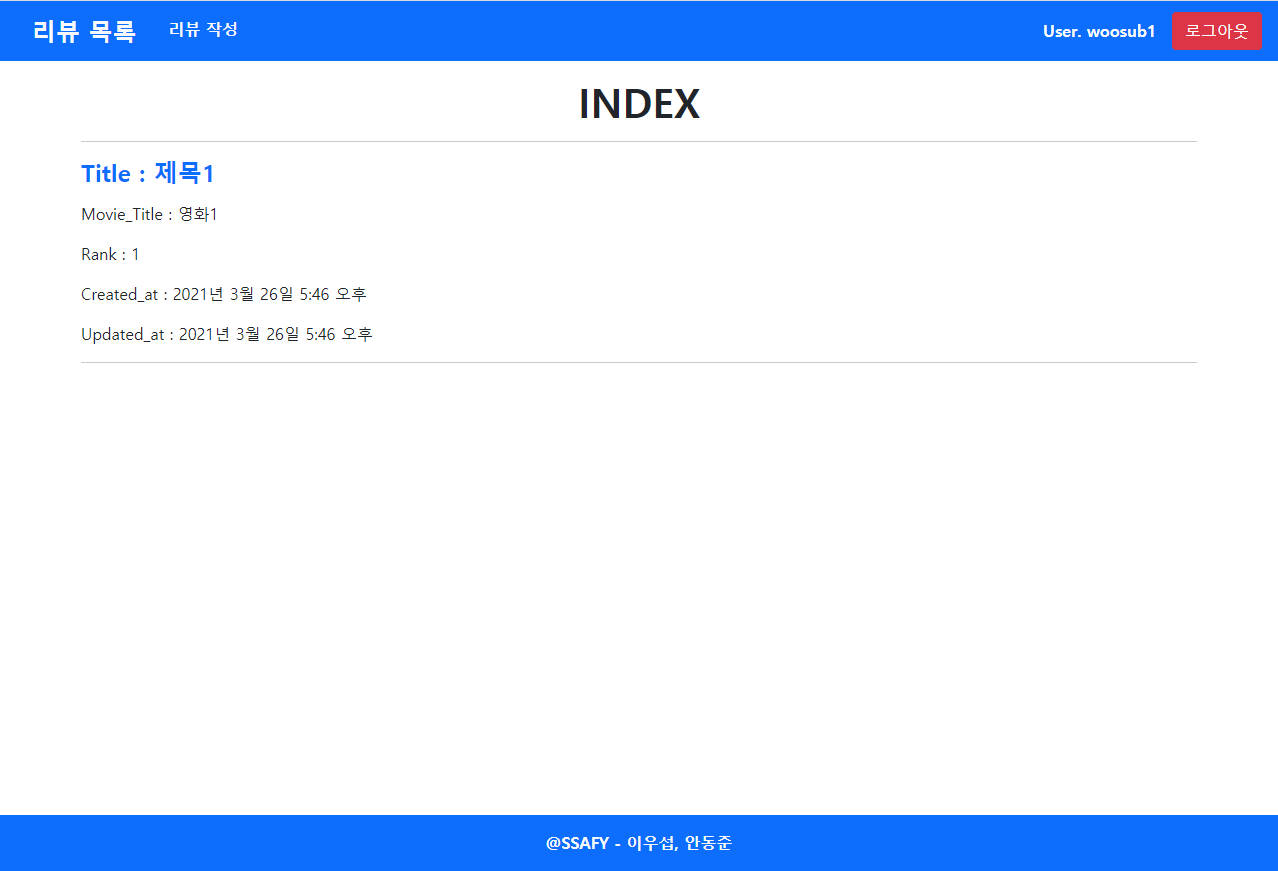 리뷰 목록 리뷰 작성 User. woosub1 로그아웃
INDEX
Title : 제목1
Movie_Title : 영화1
Rank : 1
Created_at : 2021년 3월 26일 5:46 오후
Updated_at : 2021년 3월 26일 5:46 오후
@SSAFY - 이우섭, 안동준